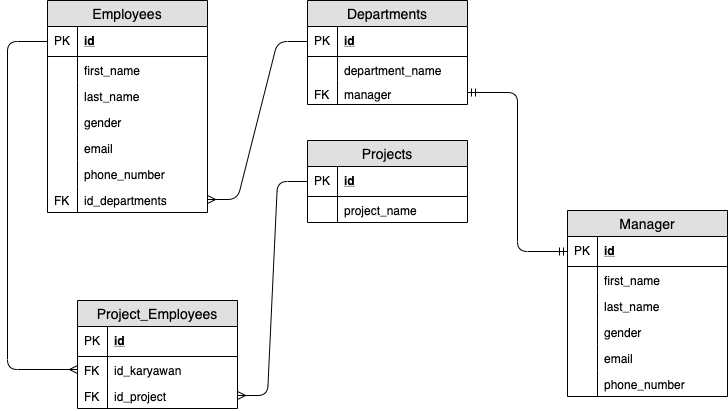 Employees
PK id
first_name
last_name
gender
email
phone_number
FK id_departments
Departments
PK id
department_name
FK manager
Projects
PK id
project_name
Manager
PK id
first_name
last_name
gender
email
phone_number
Project_Employees
PK id
FK id_karyawan
FK id_project